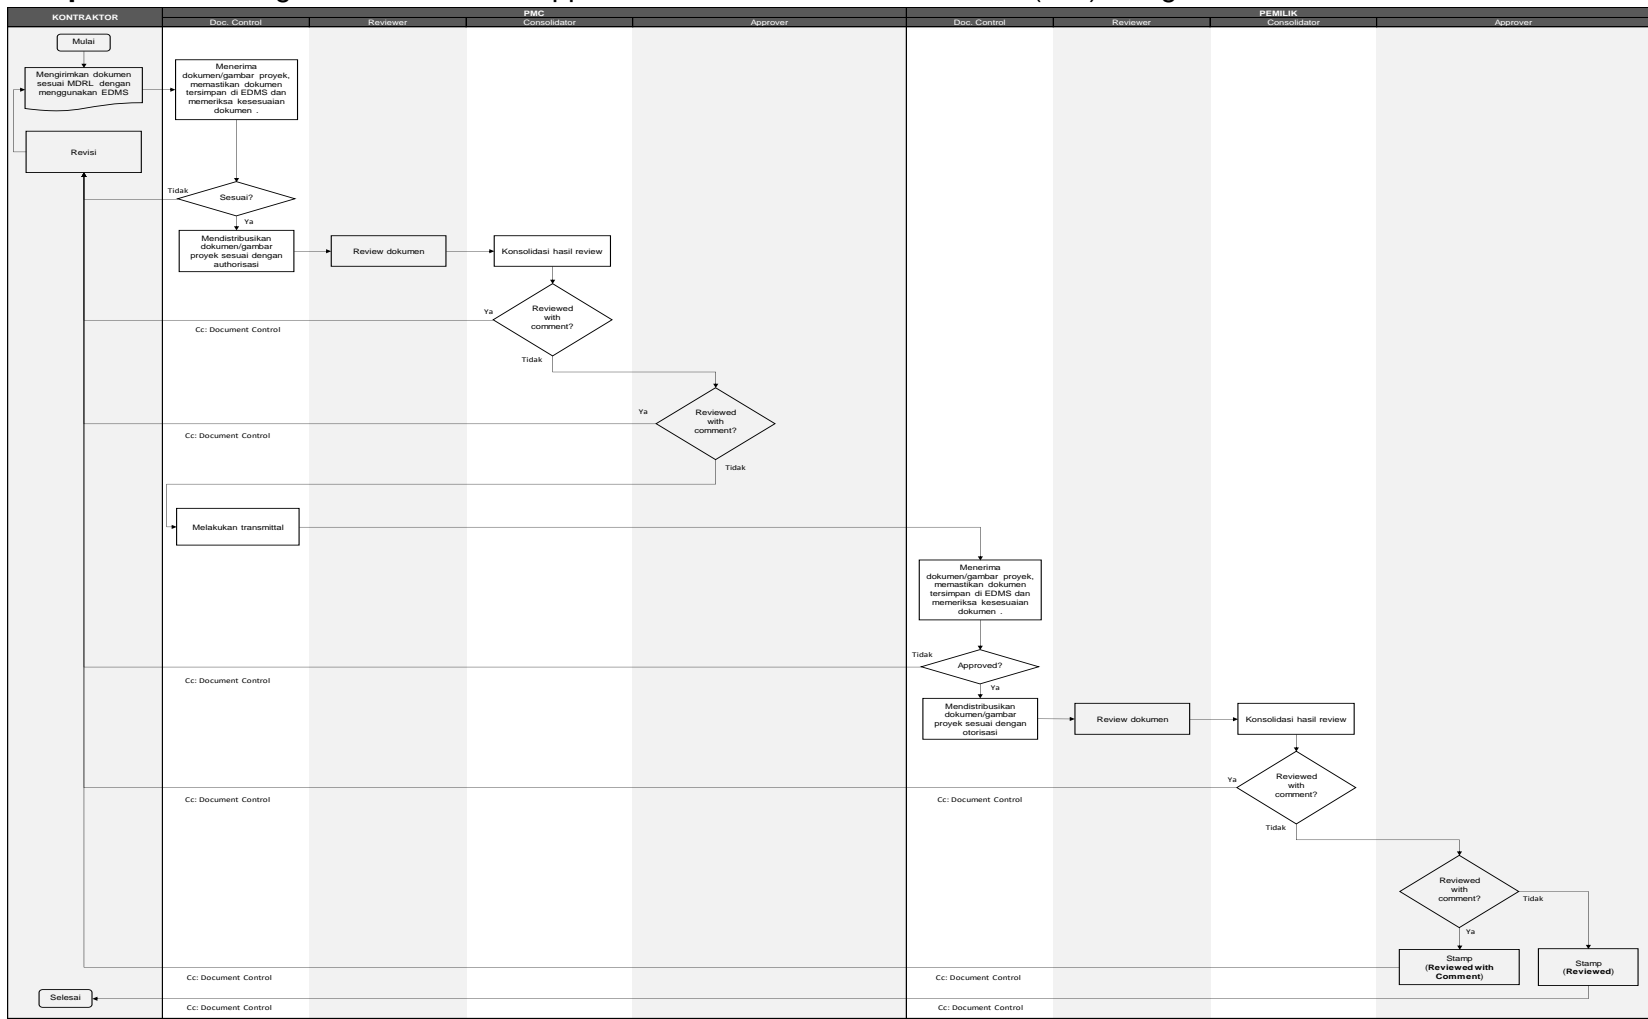 KONTRAKTOR
PMC
PEMILIK
Doc. Control
Reviewer
Consolidator
Approver
Doc. Control
Reviewer
Consolidator
Approver
Mulai
Mengirimkan dokumen
sesuai MDRL dengan
menggunakan EDMS
Menerima
dokumen/gambar proyek,
memastikan dokumen
tersimpan di EDMS dan
memeriksa kesesuaian
dokumen .
Revisi
Tidak
Sesuai?
Ya
Mendistribusikan
dokumen/gambar
proyek sesuai dengan
authorisasi
Review dokumen
Konsolidasi hasil review
Ya
Reviewed
with
comment?
Cc: Document Control
Tidak
Ya
Reviewed
with
comment?
Cc: Document Control
Tidak
Melakukan transmittal
Menerima
dokumen/gambar proyek,
memastikan dokumen
tersimpan di EDMS dan
memeriksa kesesuaian
dokumen .
Tidak
Approved?
Cc: Document Control
Ya
Mendistribusikan
dokumen/gambar
proyek sesuai dengan
otorisasi
Review dokumen
Konsolidasi hasil review
Ya
Reviewed
with
comment?
Cc: Document Control
Cc: Document Control
Tidak
Reviewed
with
comment?
Tidak
Ya
Stamp
(Reviewed with
Comment)
Stamp
(Reviewed)
Cc: Document Control
Cc: Document Control
Selesai
Cc: Document Control
Cc: Document Control